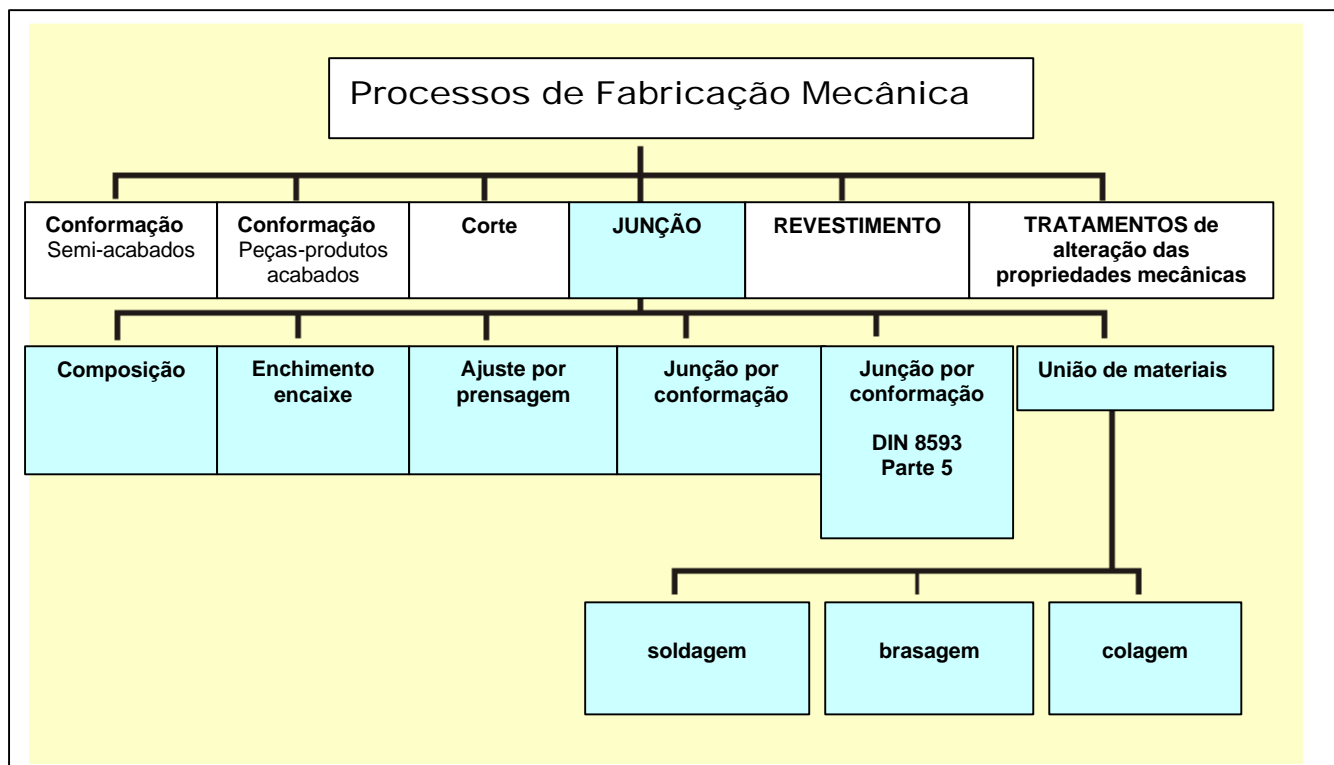 Processos de Fabricação Mecânica
Conformação
Semi-acabados
Conformação
Peças-produtos
acabados
Corte
JUNÇÃO
REVESTIMENTO
TRATAMENTOS de
alteração das
propriedades mecânicas
Composição
Enchimento
encaixe
Ajuste por
prensagem
Junção por
conformação
Junção por
conformação
DIN 8593
Parte 5
União de materiais
soldagem
brasagem
colagem